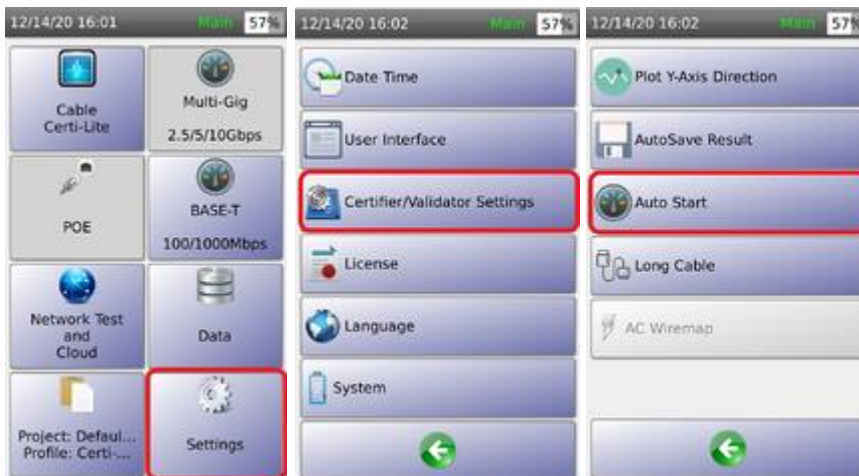 12/14/20 16:01 Main 57%
Cable
Certi-Lite
Multi-Gig
2.5/5/10Gbps
POE
BASE-T
100/1000Mbps
Network Test
and
Cloud
Data
Project: Defaul...
Profile: Certi-...
Settings
12/14/20 16:02 Main 57%
Date Time
User Interface
Certifier/Validator Settings
License
Language
System
12/14/20 16:02 Main 57%
Plot Y-Axis Direction
AutoSave Result
Auto Start
Long Cable
AC Wiremap